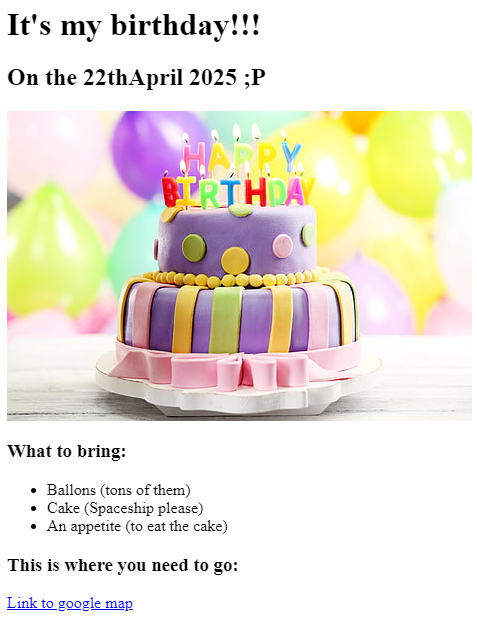 It's my birthday!!!
On the 22thApril 2025 ;P
HAPPY
BIRTHDAY
What to bring:
Ballons (tons of them)
Cake (Spaceship please)
An appetite (to eat the cake)
This is where you need to go:
Link to google map